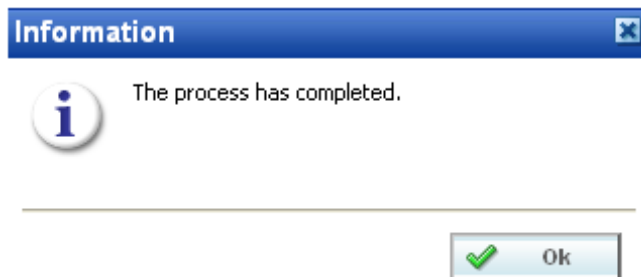 Information
The process has completed.
Ok